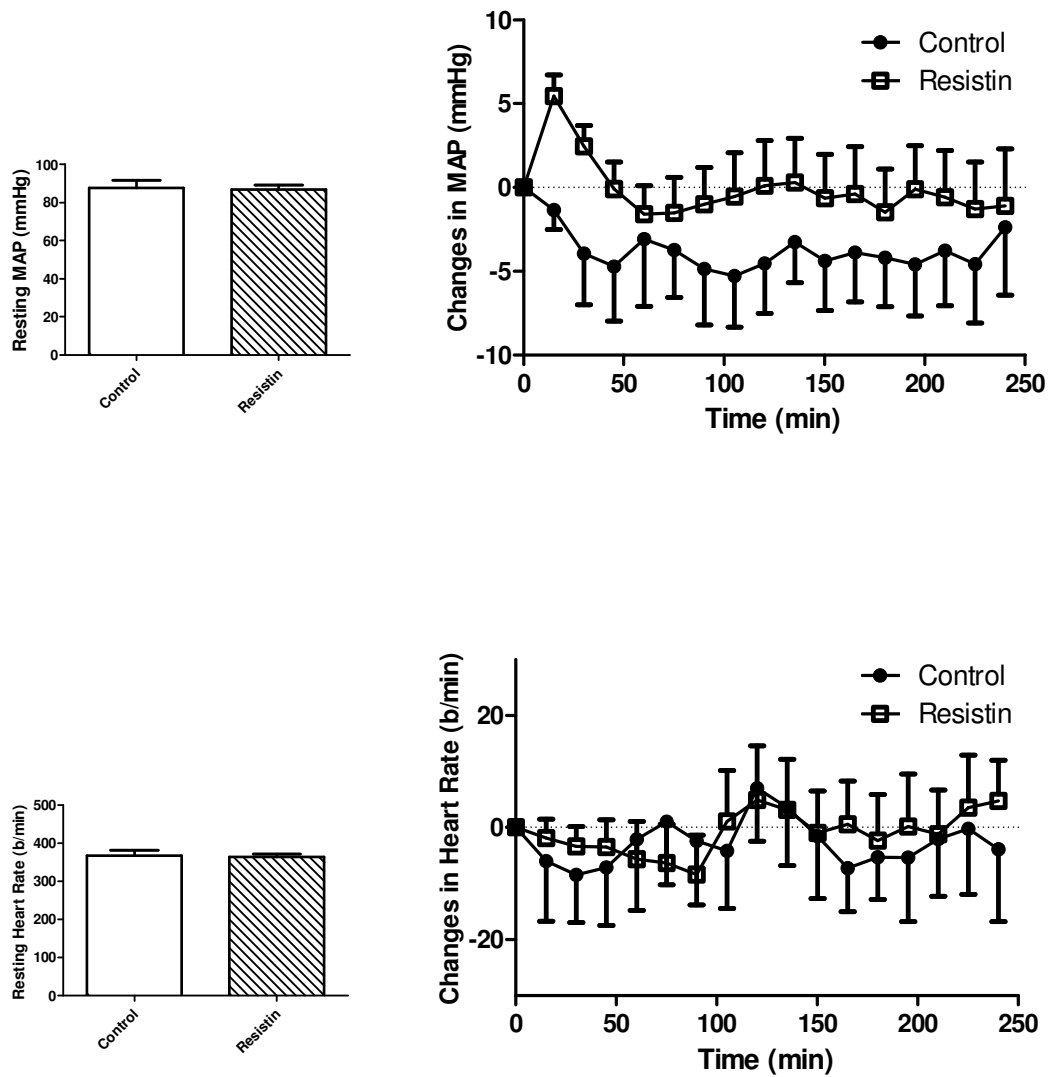 Resting MAP (mmHg)
100
80
60
40
20
0
Control
Resistin
Changes in MAP (mmHg)
10
5
0
-5
-10
Control
Resistin
0 50 100 150 200 250
Time (min)
Resting Heart Rate (b/min)
500
400
300
200
100
0
Control
Resistin
Changes in Heart Rate (b/min)
20
0
-20
Control
Resistin
0 50 100 150 200 250
Time (min)